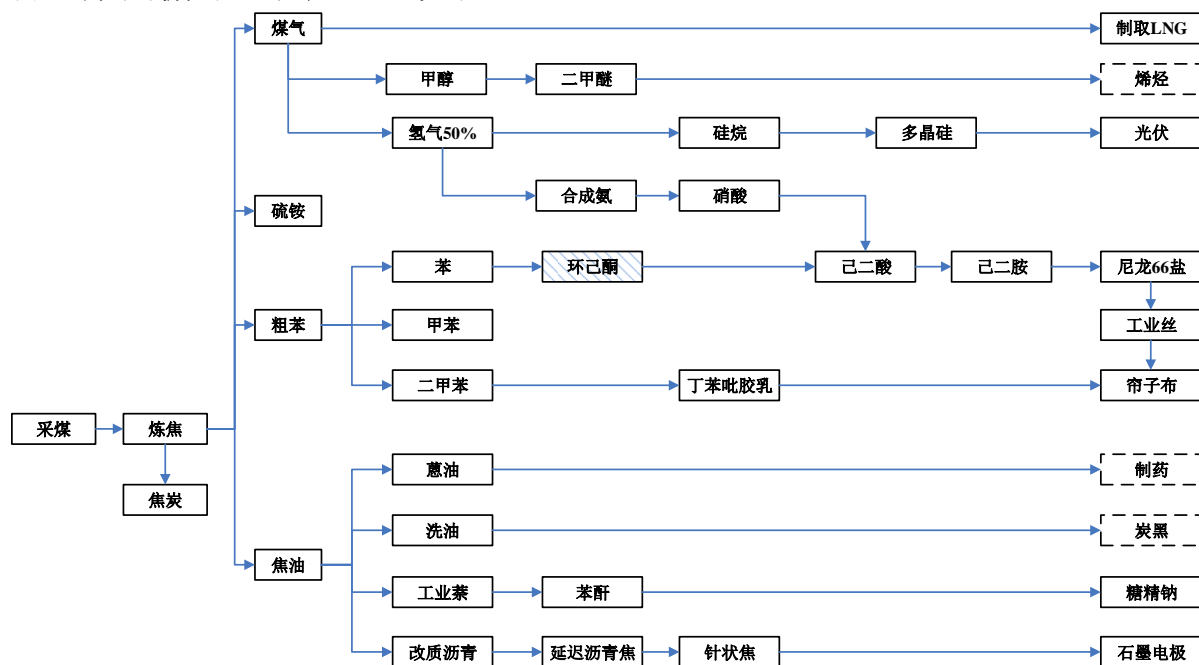 煤气
制取LNG
甲醇
二甲醚
烯烃
氢气50%
硅烷
多晶硅
光伏
合成氨
硝酸
硫铵
苯
环己酮
己二酸
己二胺
尼龙66盐
粗苯
甲苯
工业丝
二甲苯
丁苯吡胶乳
帘子布
采煤
炼焦
焦炭
蒽油
制药
洗油
炭黑
焦油
工业萘
苯酐
糖精钠
改质沥青
延迟沥青焦
针状焦
石墨电极